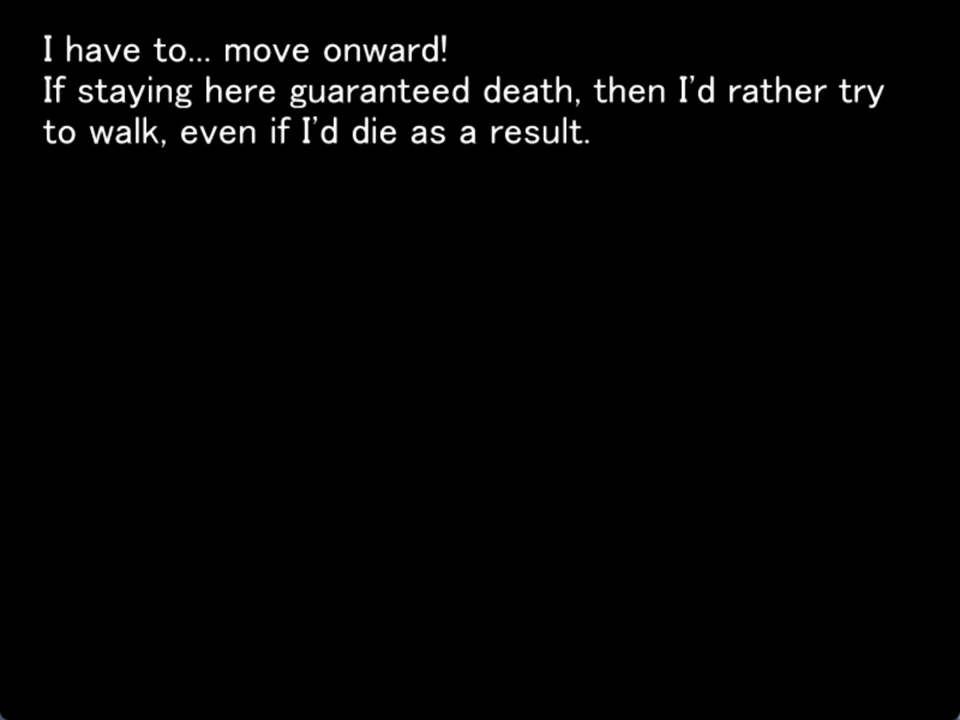 I have to... move onward!
If staying here guaranteed death, then I'd rather try
to walk, even if I'd die as a result.